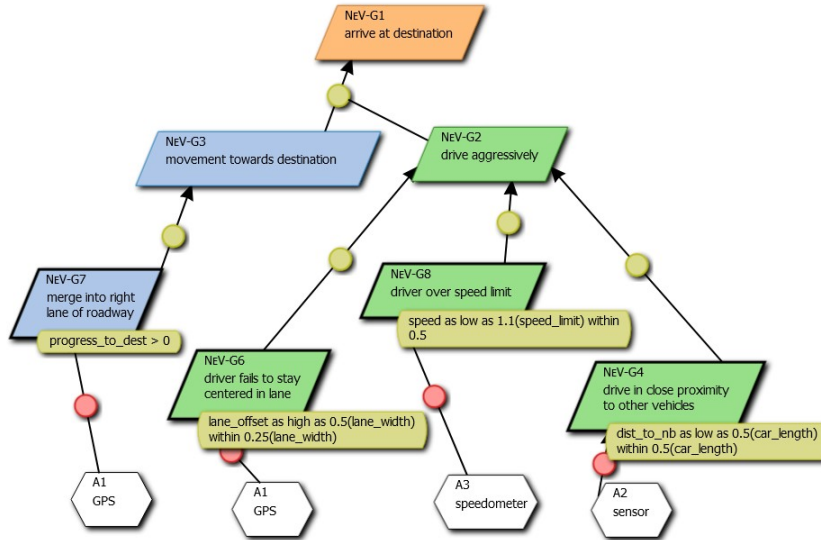 NEV-G1
arrive at destination
NEV-G3
movement towards destination
NEV-G2
drive aggressively
NEV-G7
merge into right
lane of roadway
progress_to_dest > 0
NEV-G6
driver fails to stay
centered in lane
lane_offset as high as 0.5(lane_width)
within 0.25(lane_width)
NEV-G8
driver over speed limit
speed as low as 1.1(speed_limit) within
0.5
NEV-G4
drive in close proximity
to other vehicles
dist_to_nb as low as 0.5(car_length)
within 0.5(car_length)
A1
GPS
A1
GPS
A3
speedometer
A2
sensor